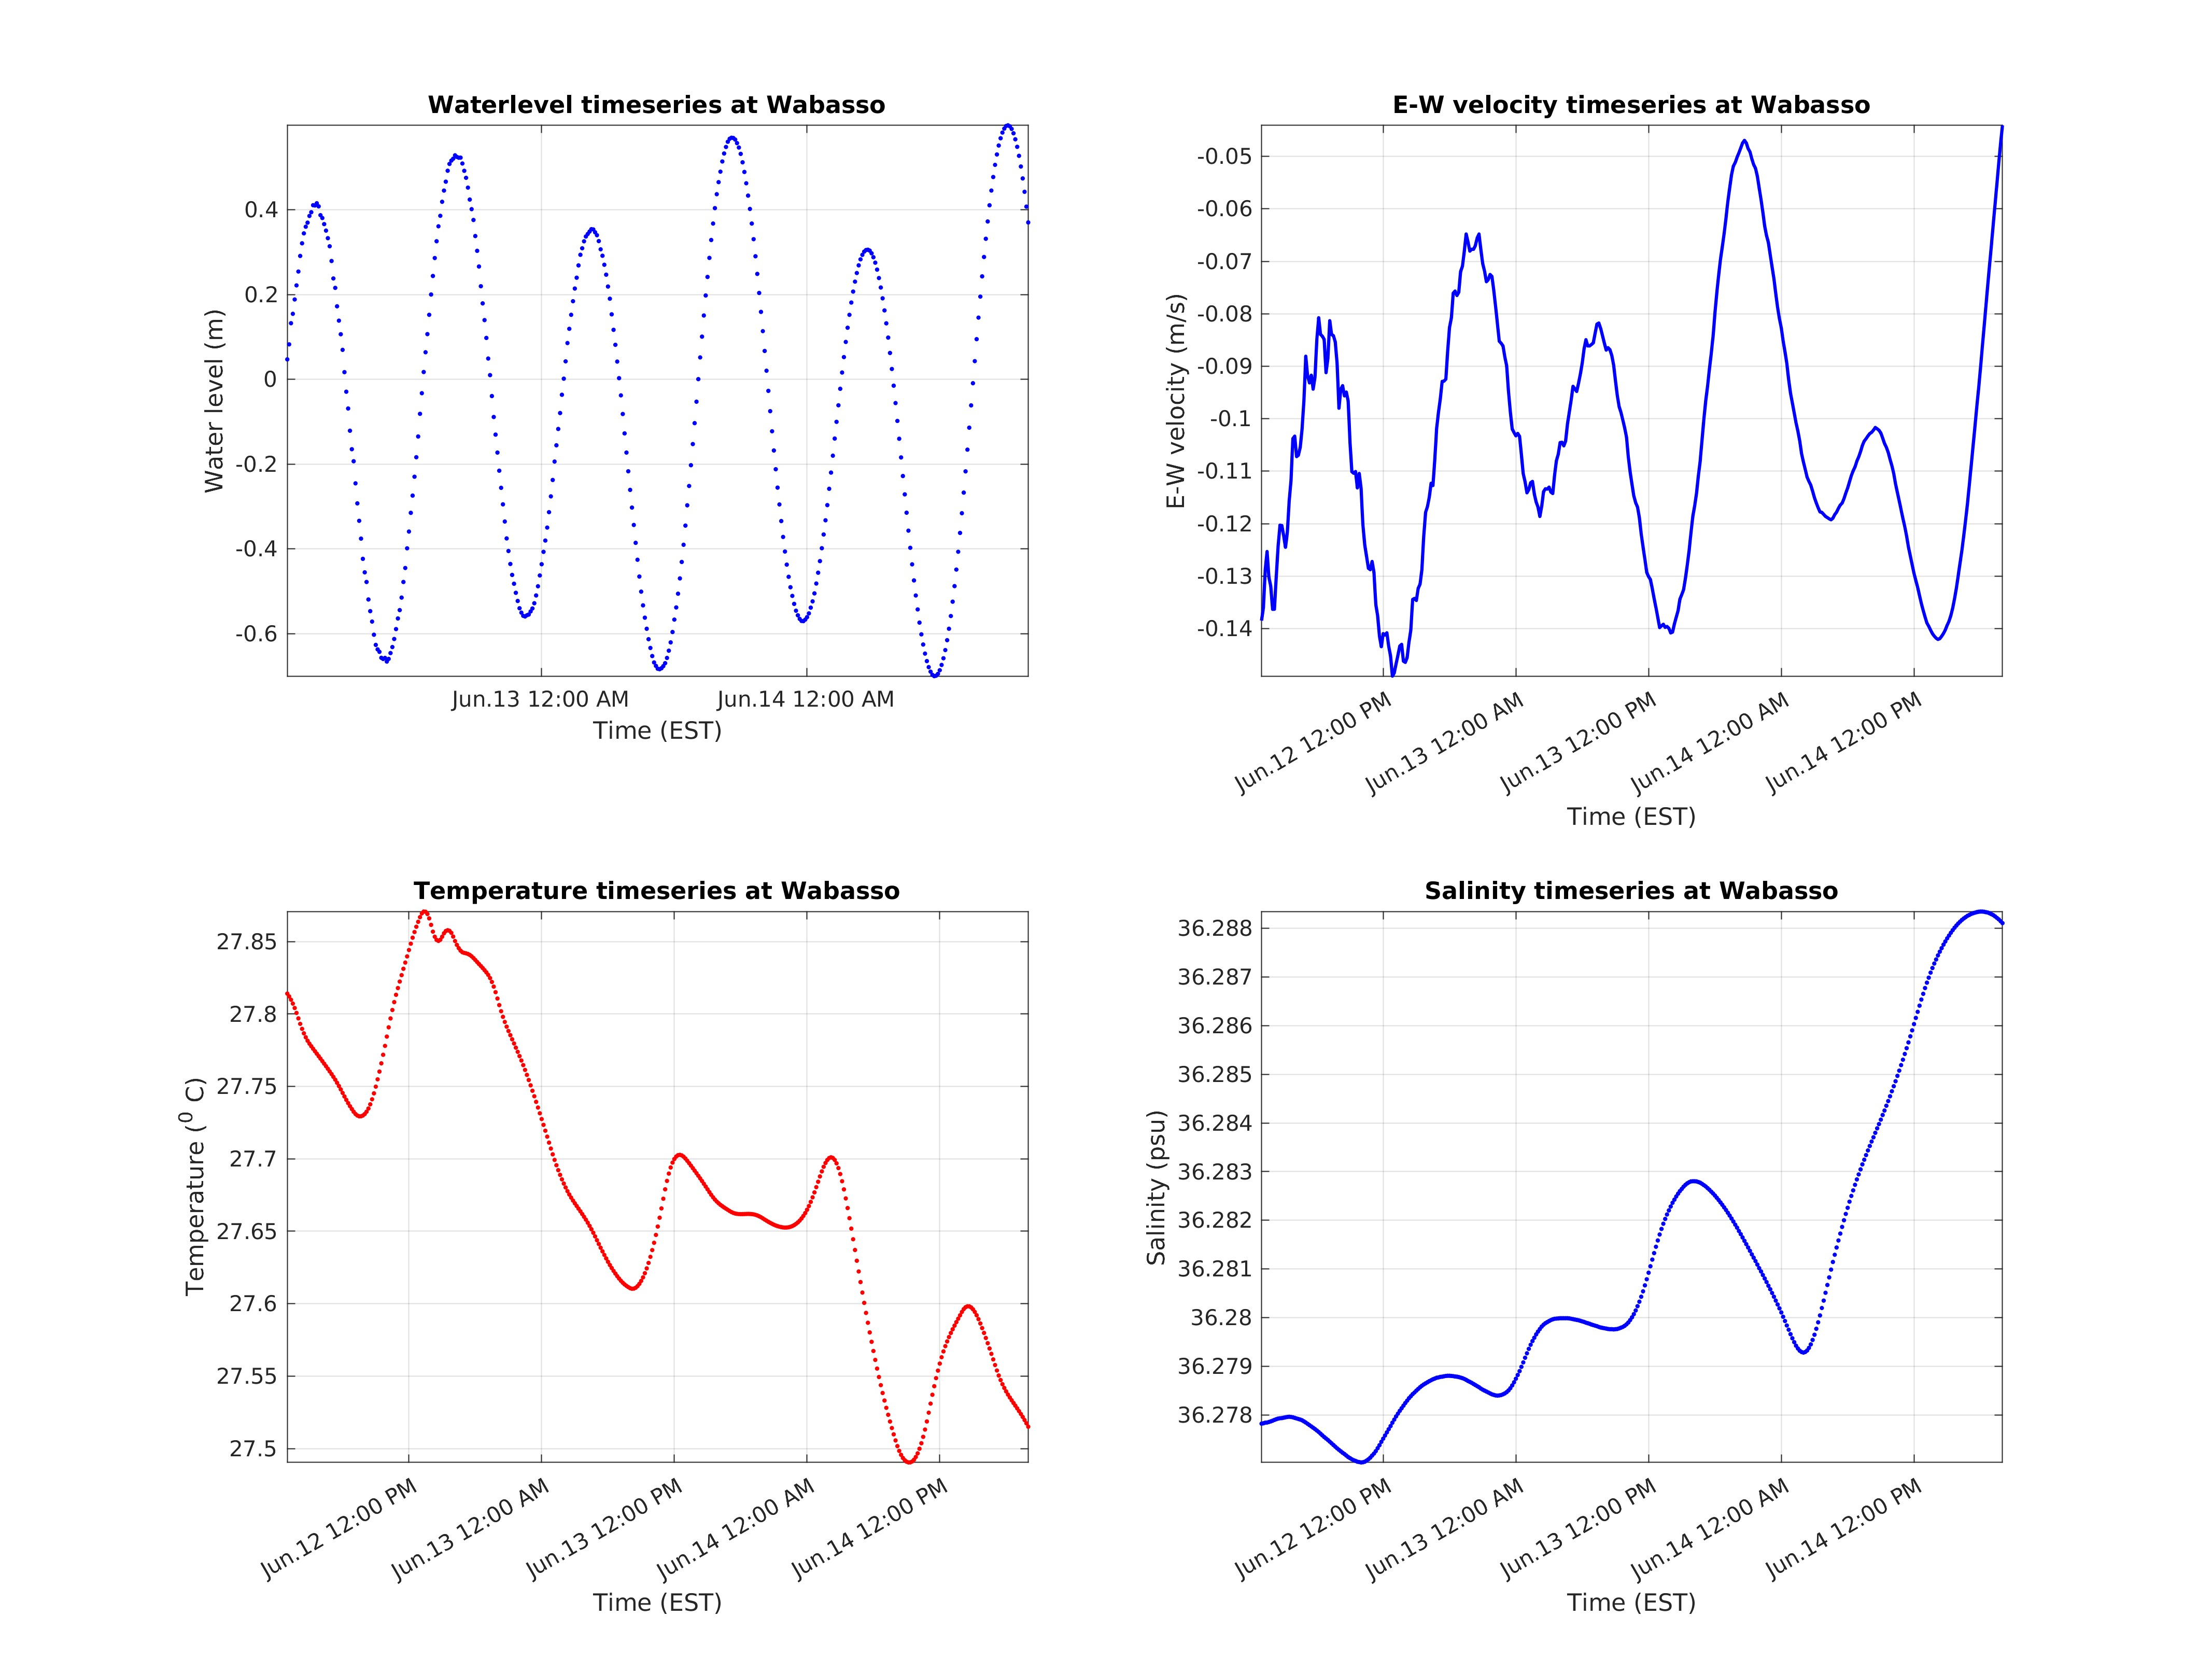 Waterlevel timeseries at Wabasso
0.4
0.2
0
-0.2
-0.4
-0.6
Water level (m)
Jun.13 12:00 AM
Jun.14 12:00 AM
Time (EST)
E-W velocity timeseries at Wabasso
-0.05
-0.06
-0.07
-0.08
-0.09
-0.1
-0.11
-0.12
-0.13
-0.14
E-W velocity (m/s)
Jun.12 12:00 PM
Jun.13 12:00 AM
Jun.13 12:00 PM
Jun.14 12:00 AM
Jun.14 12:00 PM
Time (EST)
Temperature timeseries at Wabasso
27.85
27.8
27.75
27.7
27.65
27.6
27.55
27.5
Temperature (⁰ C)
Jun.12 12:00 PM
Jun.13 12:00 AM
Jun.13 12:00 PM
Jun.14 12:00 AM
Jun.14 12:00 PM
Time (EST)
Salinity timeseries at Wabasso
36.288
36.287
36.286
36.285
36.284
36.283
36.282
36.281
36.28
36.279
36.278
Salinity (psu)
Jun.12 12:00 PM
Jun.13 12:00 AM
Jun.13 12:00 PM
Jun.14 12:00 AM
Jun.14 12:00 PM
Time (EST)